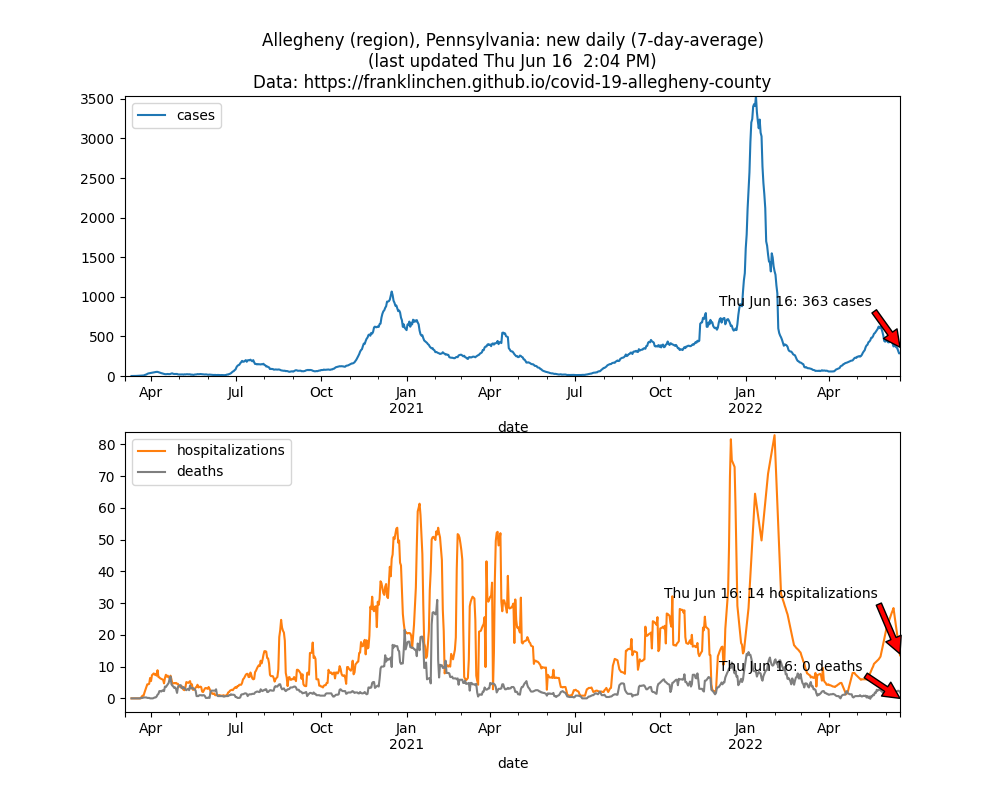 Allegheny (region), Pennsylvania: new daily (7-day-average)
(last updated Thu Jun 16  2:04 PM)
Data: https://franklinchen.github.io/covid-19-allegheny-county
3500
3000
2500
2000
1500
1000
500
0
cases
Thu Jun 16: 363 cases
Apr Jul Oct Jan Apr Jul Oct Jan Apr
2021 2022
date
80
70
60
50
40
30
20
10
0
hospitalizations
deaths
Thu Jun 16: 14 hospitalizations
Thu Jun 16: 0 deaths
Apr Jul Oct Jan Apr Jul Oct Jan Apr
2021 2022
date